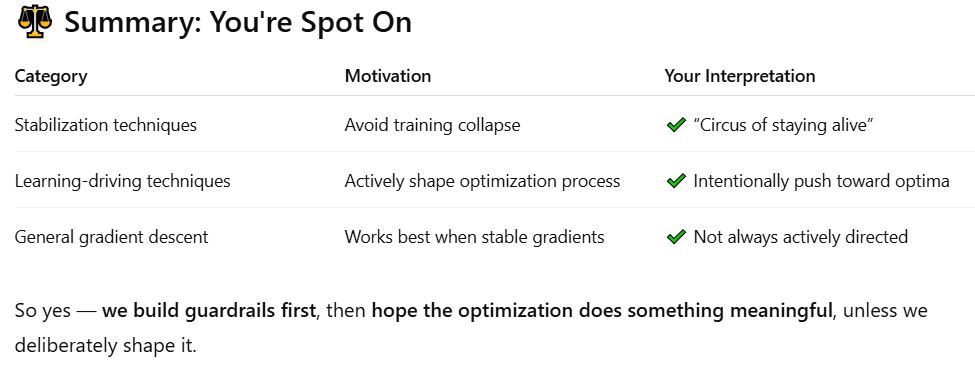 ⚖️ Summary: You're Spot On
Category Motivation Your Interpretation
Stabilization techniques Avoid training collapse ✔ “Circus of staying alive”
Learning-driving techniques Actively shape optimization process ✔ Intentionally push toward optima
General gradient descent Works best when stable gradients ✔ Not always actively directed
So yes — we build guardrails first, then hope the optimization does something meaningful, unless we
deliberately shape it.